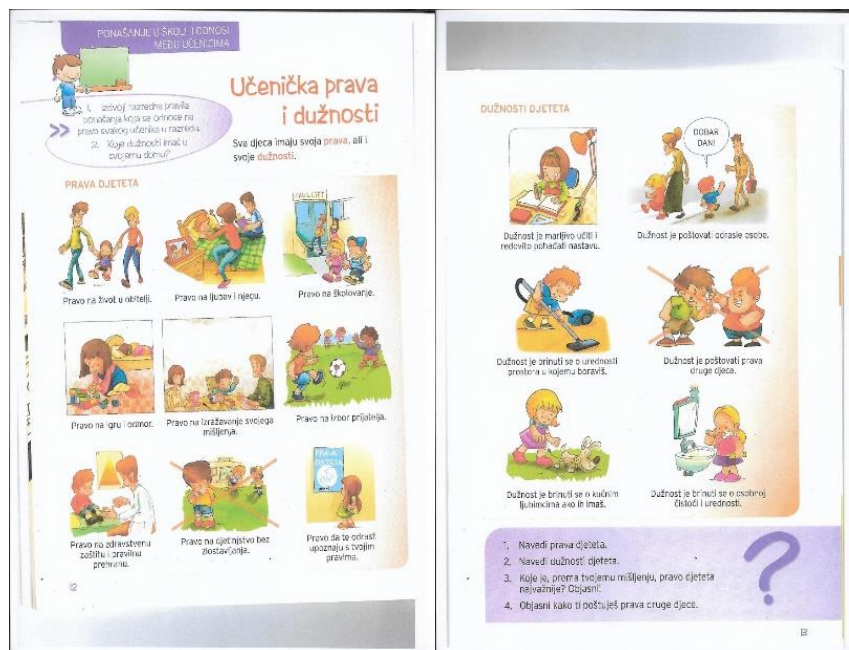 PONAŠANJE U ŠKOLI I ODNOSI
MEĐU UČENICIMA
Učenička prava
i dužnosti
1. Izdvoji razredna pravila
ponašanja koja se odnose na
prava svakog učenika u razredu.
2. Koje dužnosti imaš u
svojemu domu?
Sva djeca imaju svoja prava, ali i
svoje dužnosti.
PRAVA DJETETA
Pravo na život u obitelji.
Pravo na ljubav i njegu.
Pravo na školovanje.
Pravo na igru i odmor.
Pravo na izražavanje svojega
mišljenja.
Pravo na izbor prijatelja.
PRAVA
DJETETA
Pravo na zdravstvenu
zaštitu i pravilnu
prehranu.
Pravo na djetinjstvo bez
zlostavljanja.
Pravo da te odrasli
upoznaju s tvojim
pravima.
12
DUŽNOSTI DJETETA
DOBAR
DAN!
Dužnost je marljivo učiti i
redovito pohađati nastavu.
Dužnost je poštovati odrasle osobe.
Dužnost je brinuti se o urednosti
prostora u kojemu boraviš.
Dužnost je poštovati prava
druge djece.
Dužnost je brinuti se o kućnim
ljubimcima ako ih imaš.
Dužnost je brinuti se o osobnoj
čistoći i urednosti.
1. Navedi prava djeteta.
2. Navedi dužnosti djeteta.
3. Koje je, prema tvojemu mišljenju, pravo djeteta
najvažnije? Objasni.
4. Objasni kako ti poštuješ prava druge djece.
?
13